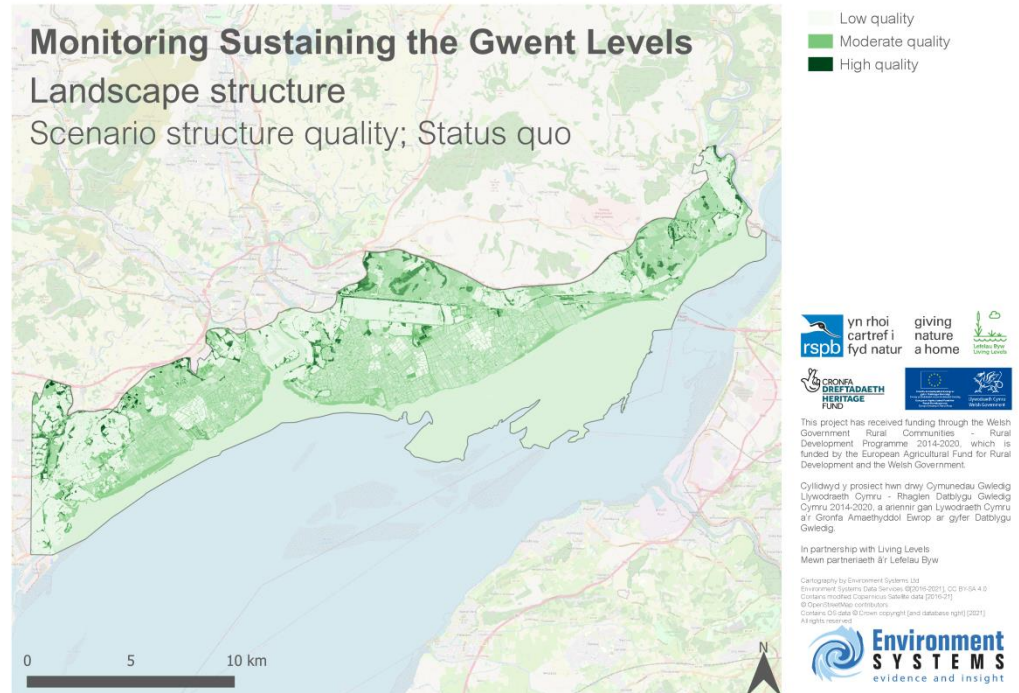 Monitoring Sustaining the Gwent Levels
Landscape structure
Scenario structure quality; Status quo
Low quality
Moderate quality
High quality
yn rhoi
cartref i
fyd natur
giving
nature
a home
rspb
Lefelau Byw
Living Levels
CRONFA
DREFTADAETH
HERITAGE
FUND
Llywodraeth Cymru
Welsh Government
This project has received funding through the Welsh
Government Rural Communities - Rural
Development Programme 2014-2020, which is
funded by the European Agricultural Fund for Rural
Development and the Welsh Government.
Cyllidwyd y prosiect hwn drwy Cymunedau Gwledig
Llywodraeth Cymru - Rhaglen Datblygu Gwledig
Cymru 2014-2020, a ariennir gan Lywodraeth Cymru
a'r Gronfa Amaethyddol Ewrop ar gyfer Datblygu
Gwledig.
In partnership with Living Levels
Mewn partneriaeth â'r Lefelau Byw
Cartography by Environment Systems Ltd
Environment Systems Data Services ©[2016-2021], CC BY-SA 4.0
Contains modified Copernicus Satellite data [2016-21]
© OpenStreetMap contributors
Contains OS data © Crown copyright [and database right] [2021]
All rights reserved
0 5 10 km
N
Environment
SYSTEMS
evidence and insight